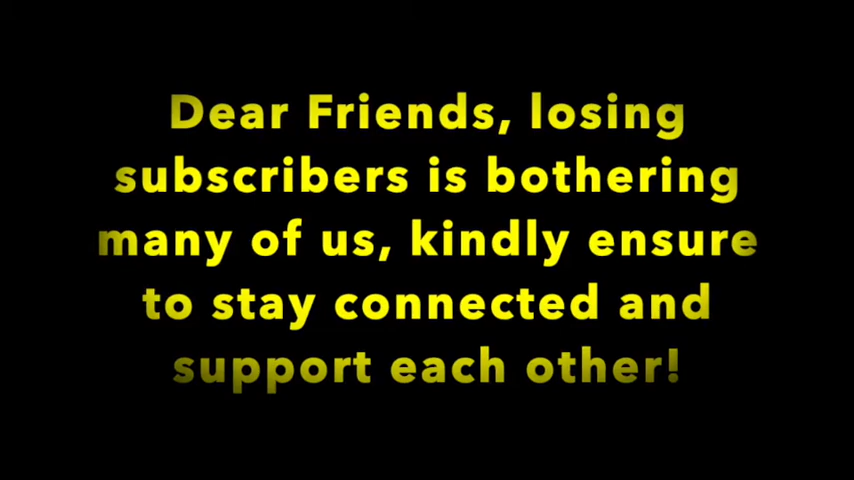 Dear Friends, losing
subscribers is bothering
many of us, kindly ensure
to stay connected and
support each other!